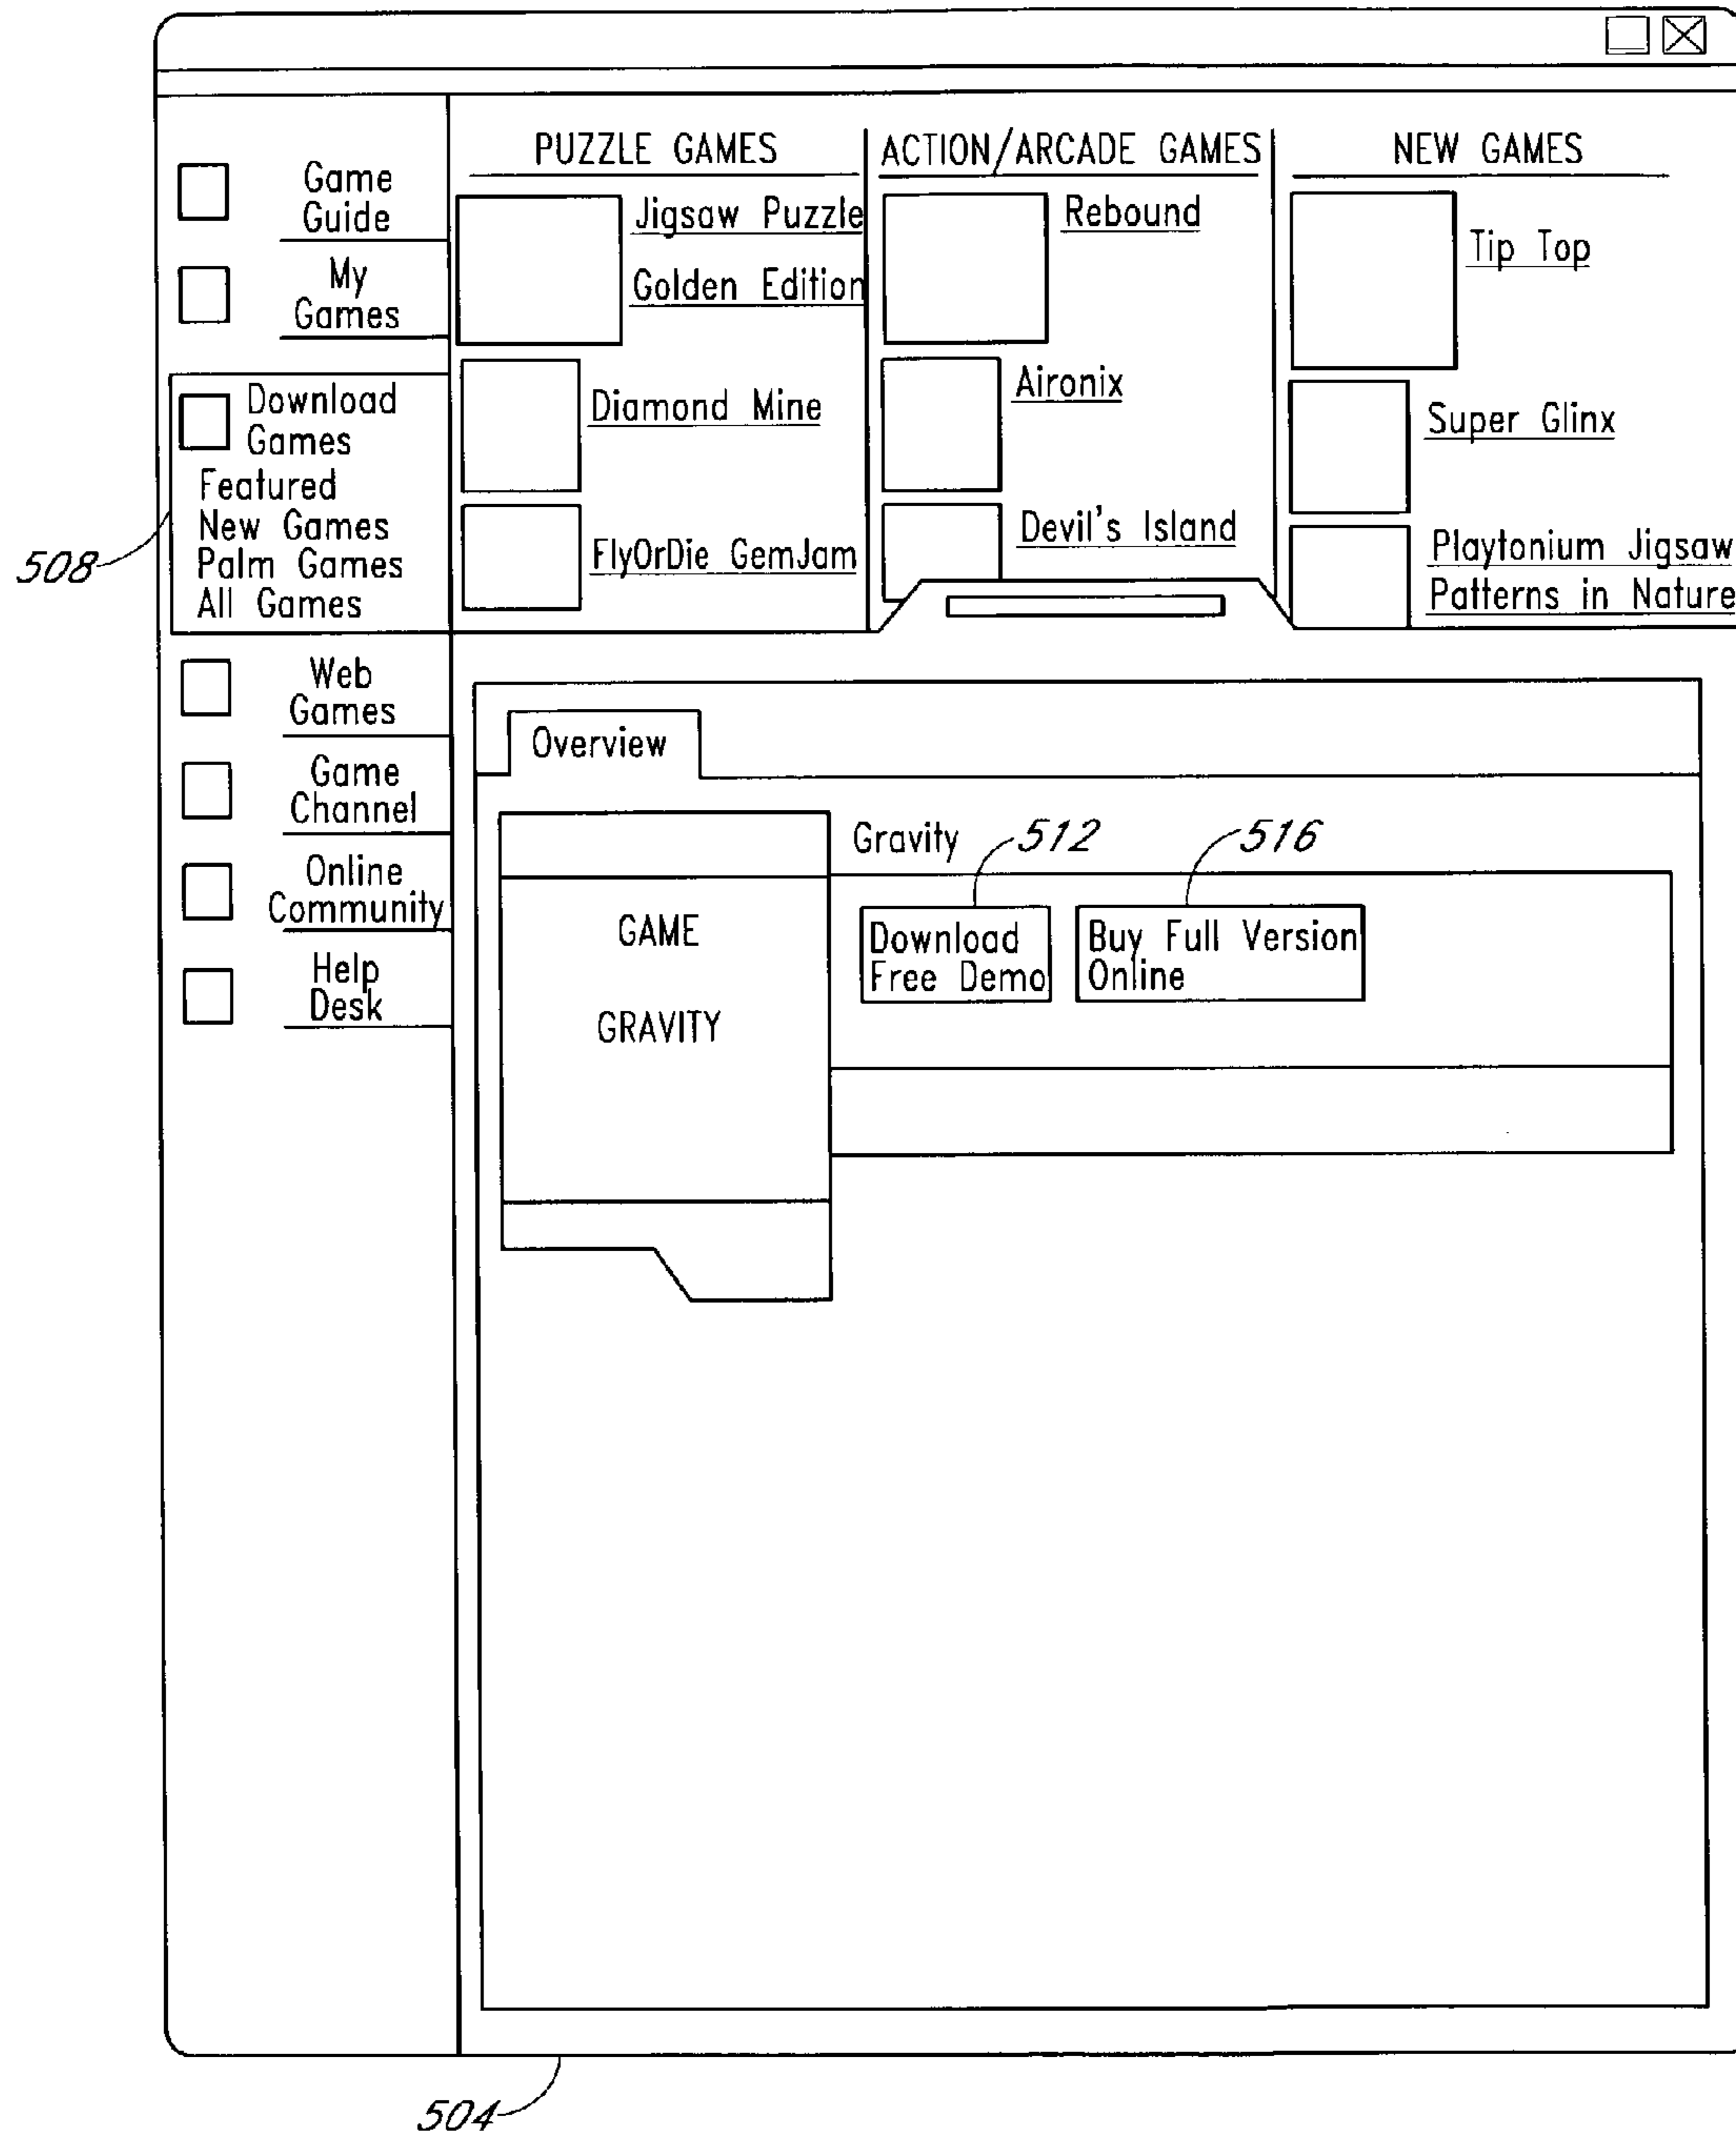 Game
Guide
My
Games
Download
Games
Featured
New Games
Palm Games
All Games
508
Web
Games
Game
Channel
Online
Community
Help
Desk
PUZZLE GAMES
Jigsaw Puzzle
Golden Edition
Diamond Mine
FlyOrDie GemJam
ACTION/ARCADE GAMES
Rebound
Aironix
Devil's Island
NEW GAMES
Tip Top
Super Glinx
Playtonium Jigsaw
Patterns in Nature
Overview
GAME
GRAVITY
Gravity
512
516
Download
Free Demo
Buy Full Version
Online
504